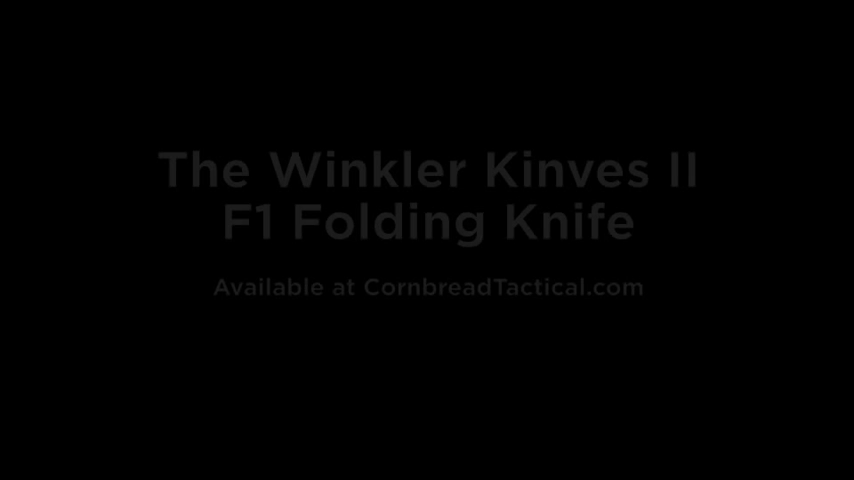 The Winkler Kinves II
F1 Folding Knife
Available at CornbreadTactical.com